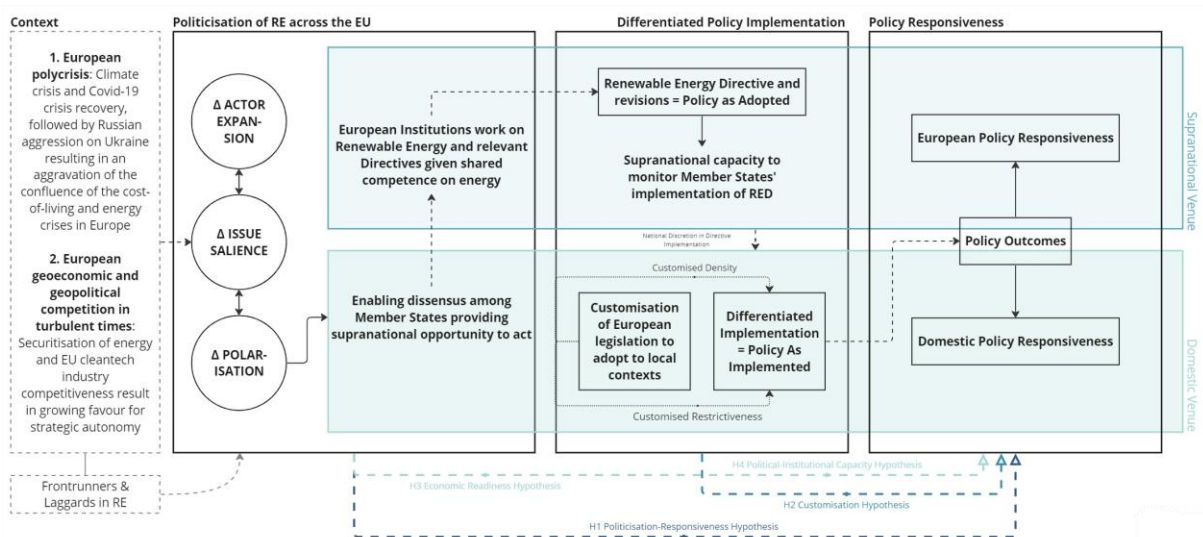 Context
1. European
polycrisis: Climate
crisis and Covid-19
crisis recovery,
followed by Russian
aggression on Ukraine
resulting in an
aggravation of the
confluence of the cost-
of-living and energy
crises in Europe
2. European
geoeconomic and
geopolitical
competition in
turbulent times:
Securitisation of energy
and EU cleantech
industry
competitiveness result
in growing favour for
strategic autonomy
Frontrunners &
Laggards in RE
Politicisation of RE across the EU
Δ ACTOR
EXPAN-
SION
Δ ISSUE
SALIENCE
Δ POLAR-
ISATION
European Institutions work on
Renewable Energy and relevant
Directives given shared
competence on energy
Enabling dissensus among
Member States providing
supranational opportunity to act
Differentiated Policy Implementation
Renewable Energy Directive and
revisions = Policy as Adopted
Supranational capacity to
monitor Member States'
implementation of RED
National Discretion in Directive
Implementation
Customised Density
Customisation
of European
legislation to
adopt to local
contexts
Differentiated
Implementation
= Policy As
Implemented
Customised Restrictiveness
Policy Responsiveness
European Policy Responsiveness
Policy Outcomes
Domestic Policy Responsiveness
Supranational Venue
Domestic Venue
H4 Political-Institutional Capacity Hypothesis
H3 Economic Readiness Hypothesis
H2 Customisation Hypothesis
H1 Politicisation-Responsiveness Hypothesis